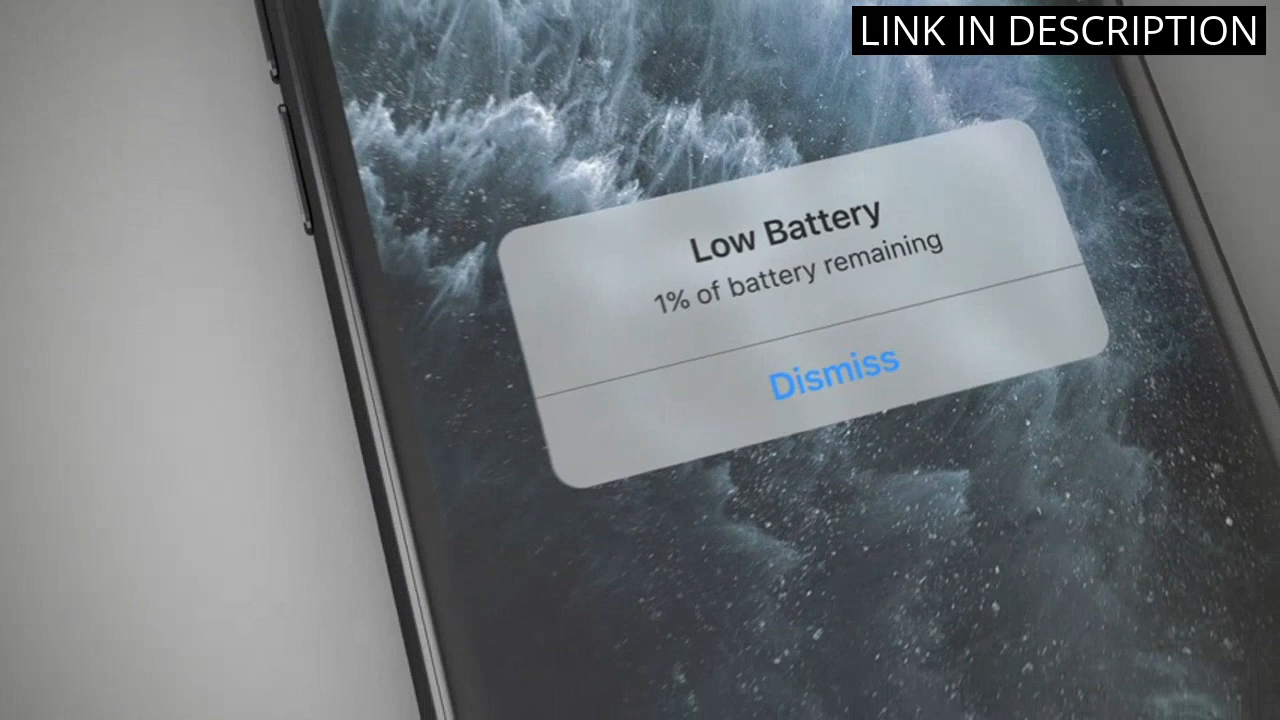 LINK IN DESCRIPTION
Low Battery
1% of battery remaining
Dismiss